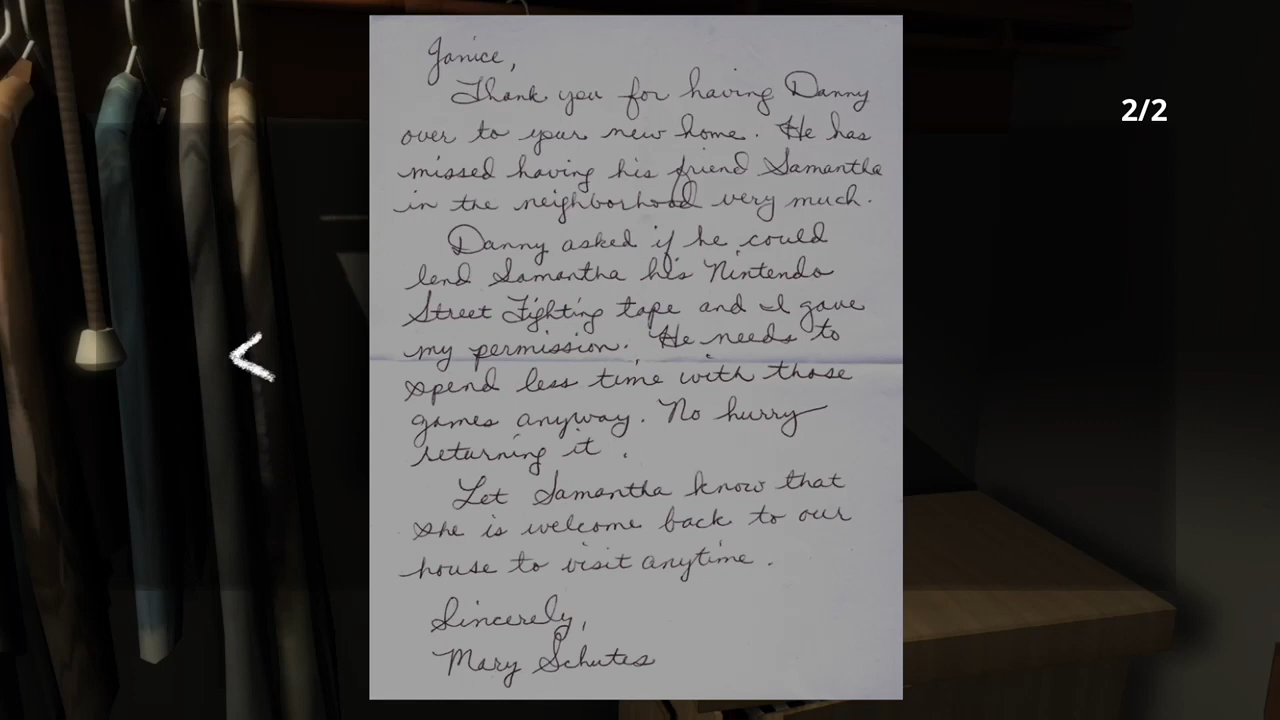 Janice,
Thank you for having Danny
over to your new home. He has
missed having his friend Samantha
in the neighborhood very much.
Danny asked if he could
lend Samantha his Nintendo
Street Fighting tape and I gave
my permission. He needs to
spend less time with those
games anyway. No hurry
returning it.
Let Samantha know that
she is welcome back to our
house to visit anytime.
Sincerely,
Mary Schutes
2/2